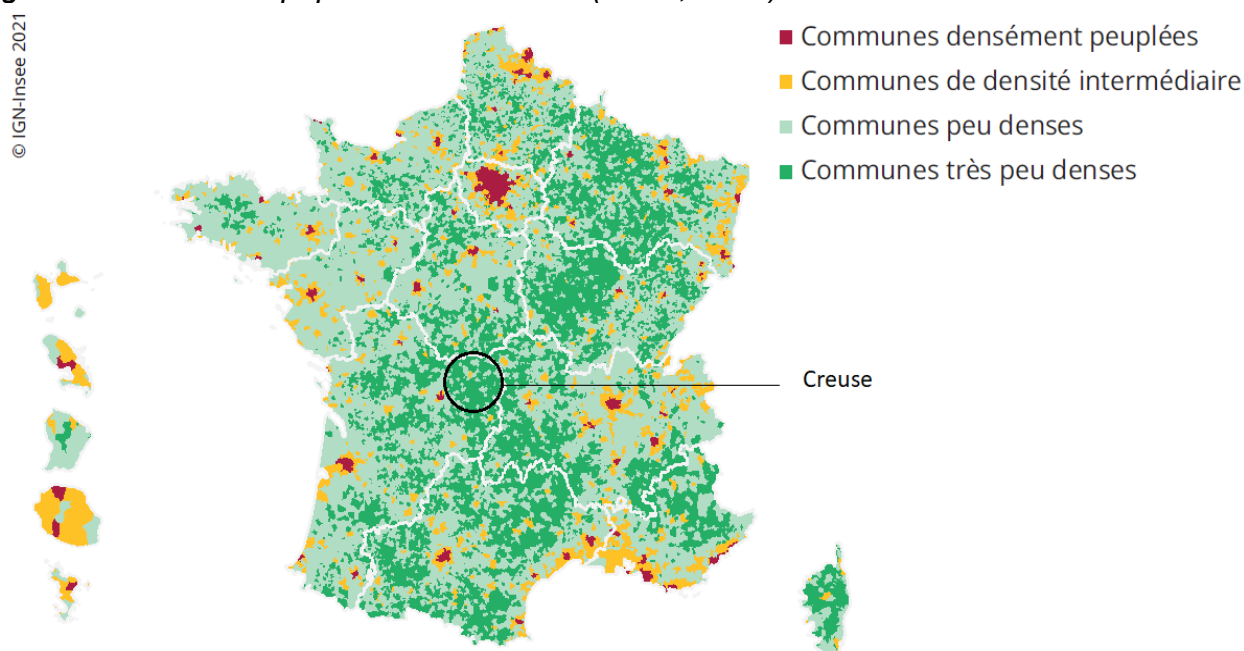 © IGN-Insee 2021
Communes densément peuplées
Communes de densité intermédiaire
Communes peu denses
Communes très peu denses
Creuse